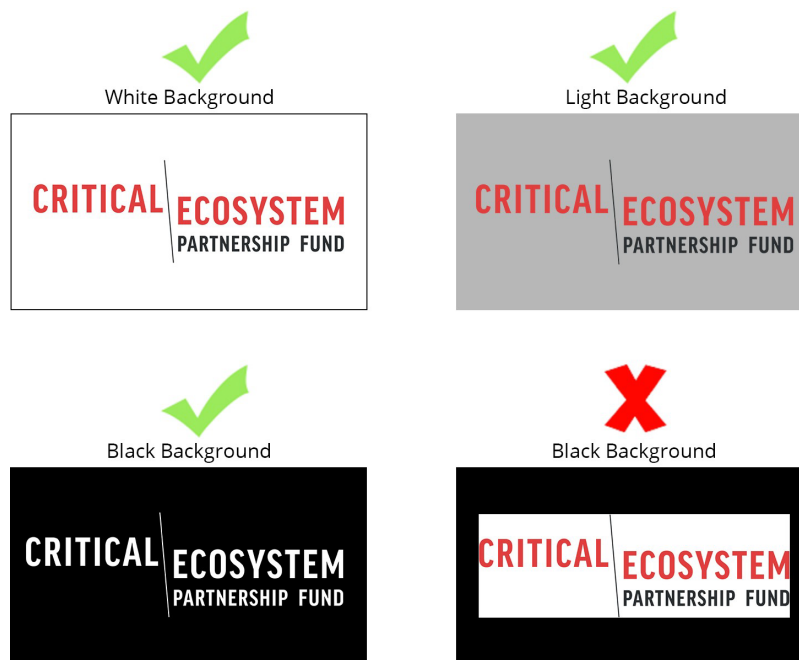 White Background
CRITICAL
ECOSYSTEM
PARTNERSHIP FUND
Light Background
CRITICAL
ECOSYSTEM
PARTNERSHIP FUND
Black Background
CRITICAL
ECOSYSTEM
PARTNERSHIP FUND
Black Background
CRITICAL
ECOSYSTEM
PARTNERSHIP FUND